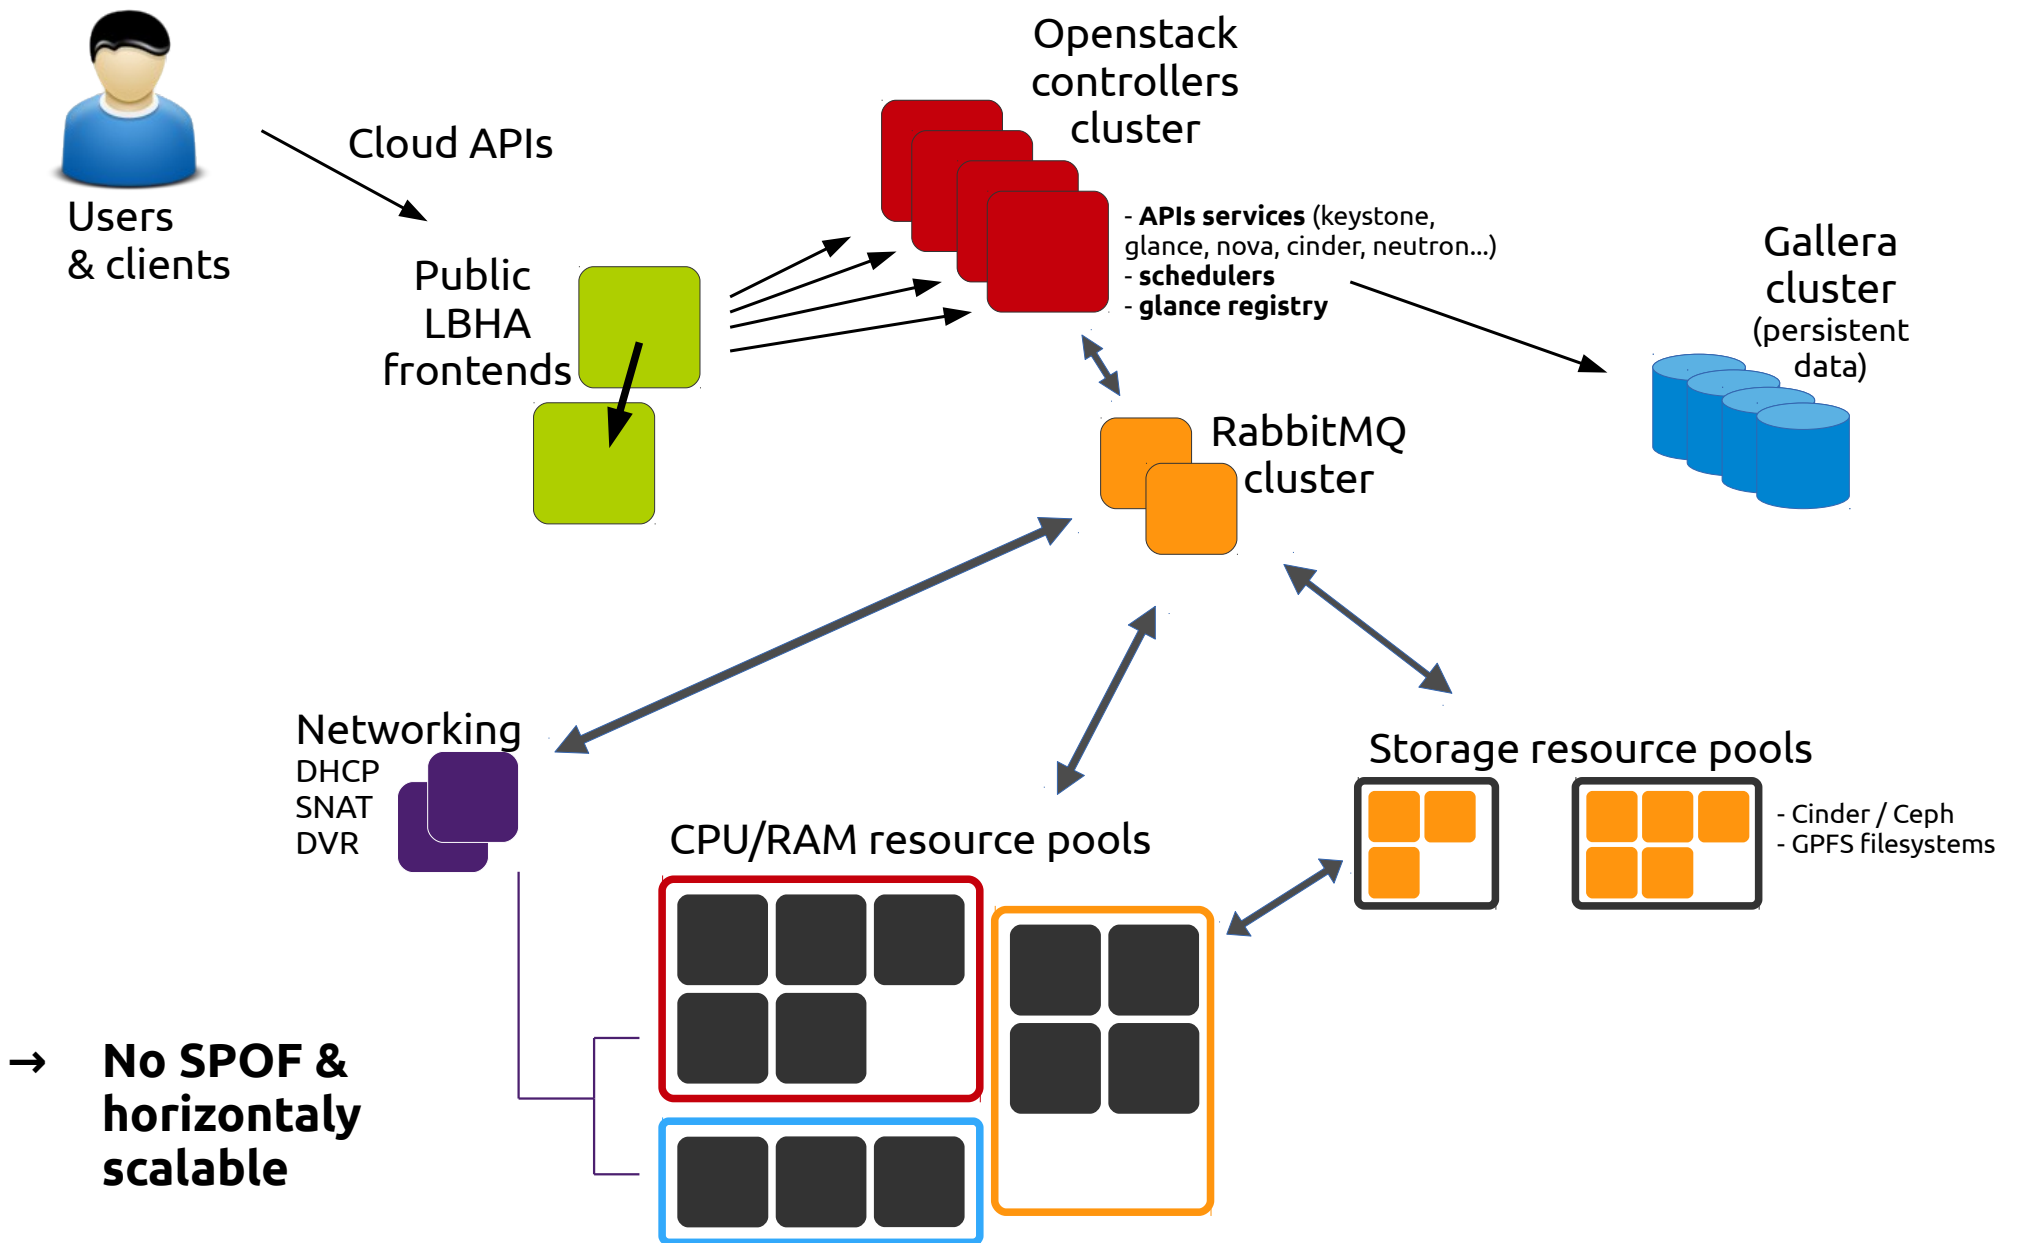 Openstack
controllers
cluster
Cloud APIs
Users
& clients
- APIs services (keystone,
glance, nova, cinder, neutron...)
- schedulers
- glance registry
Public
LBHA
frontends
Gallera
cluster
(persistent
data)
RabbitMQ
cluster
Networking
DHCP
SNAT
DVR
Storage resource pools
- Cinder / Ceph
- GPFS filesystems
CPU/RAM resource pools
→ No SPOF &
horizontaly
scalable